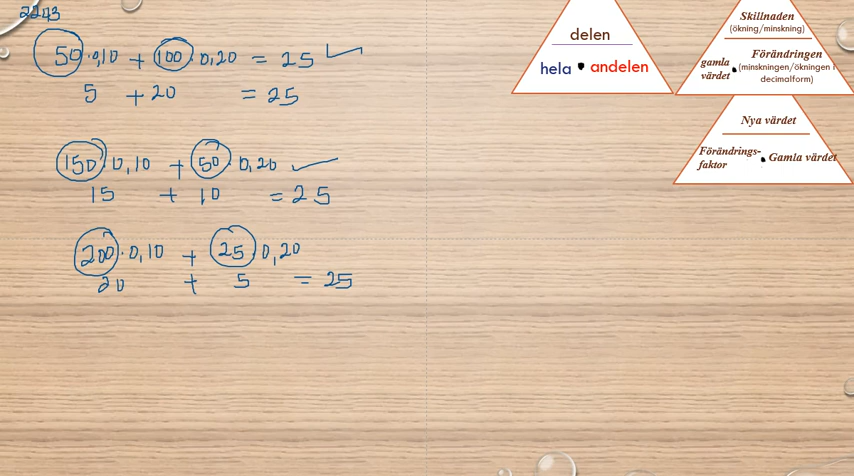 2243
50 · 0,10 + 100 · 0,20 = 25
5 + 20 = 25
150 · 0,10 + 50 · 0,20
15 + 10 = 25
200 · 0,10 + 25 · 0,20
20 + 5 = 25
delen
hela · andelen
Skillnaden
(ökning/minskning)
gamla värdet · Förändringen
(minskningen/ökningen i decimalform)
Nya värdet
Förändrings-faktor · Gamla värdet